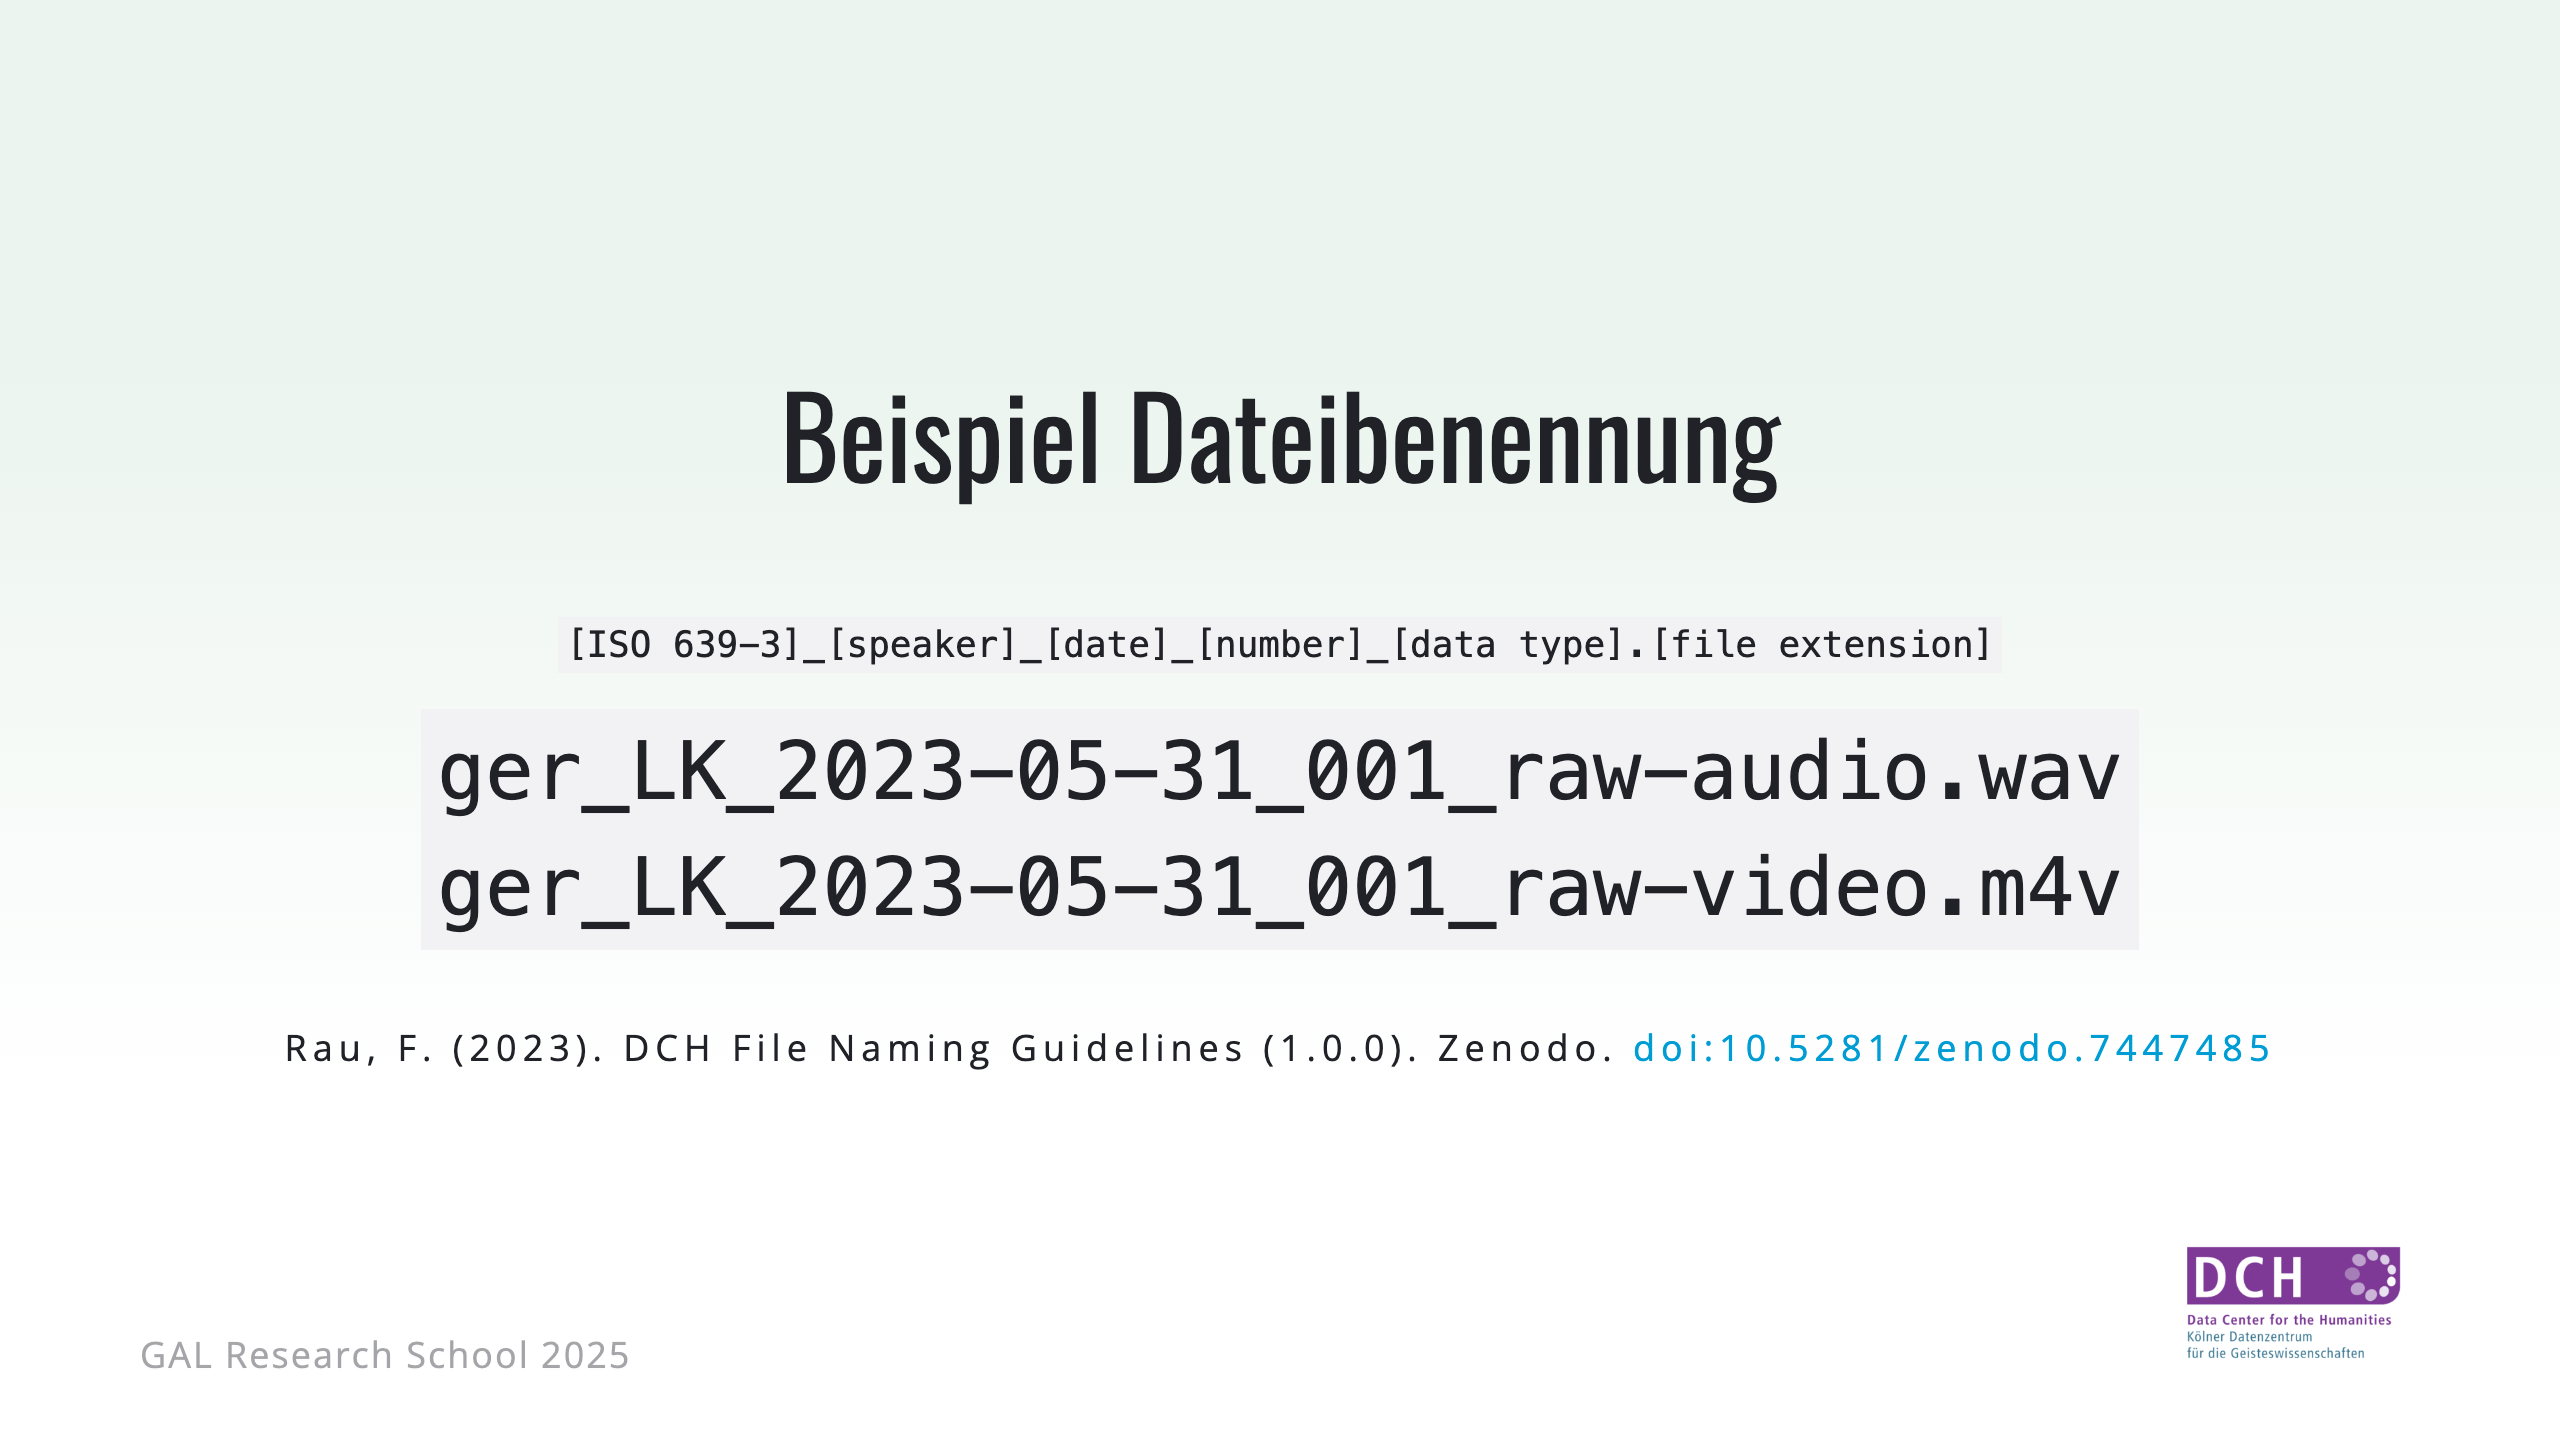 Beispiel Dateibenennung
[ISO 639-3]_[speaker]_[date]_[number]_[data type].[file extension]
ger_LK_2023-05-31_001_raw-audio.wav
ger_LK_2023-05-31_001_raw-video.m4v
Rau, F. (2023). DCH File Naming Guidelines (1.0.0). Zenodo. doi:10.5281/zenodo.7447485
GAL Research School 2025
DCH
Data Center for the Humanities
Kölner Datenzentrum
für die Geisteswissenschaften